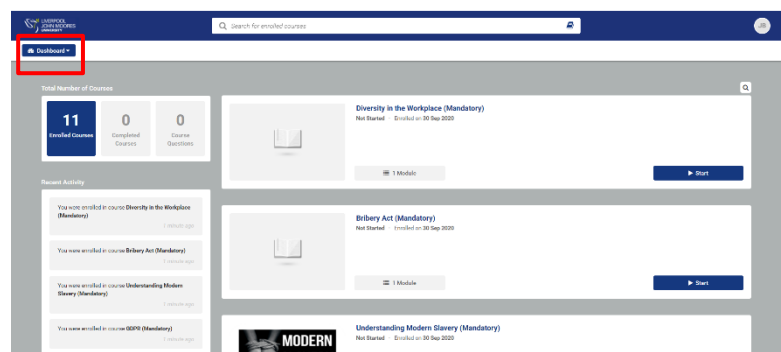 LIVERPOOL
JOHN MOORES
UNIVERSITY
Search for enrolled courses
JB
Dashboard
Total Number of Courses
11
Enrolled Courses
0
Completed
Courses
0
Course
Questions
Diversity in the Workplace (Mandatory)
Not Started · Enrolled on 30 Sep 2020
1 Module
Start
Recent Activity
You were enrolled in course Diversity in the Workplace
(Mandatory)
1 minute ago
You were enrolled in course Bribery Act (Mandatory)
1 minute ago
You were enrolled in course Understanding Modern
Slavery (Mandatory)
1 minute ago
You were enrolled in course GDPR (Mandatory)
1 minute ago
Bribery Act (Mandatory)
Not Started · Enrolled on 30 Sep 2020
1 Module
Start
MODERN
Understanding Modern Slavery (Mandatory)
Not Started · Enrolled on 30 Sep 2020